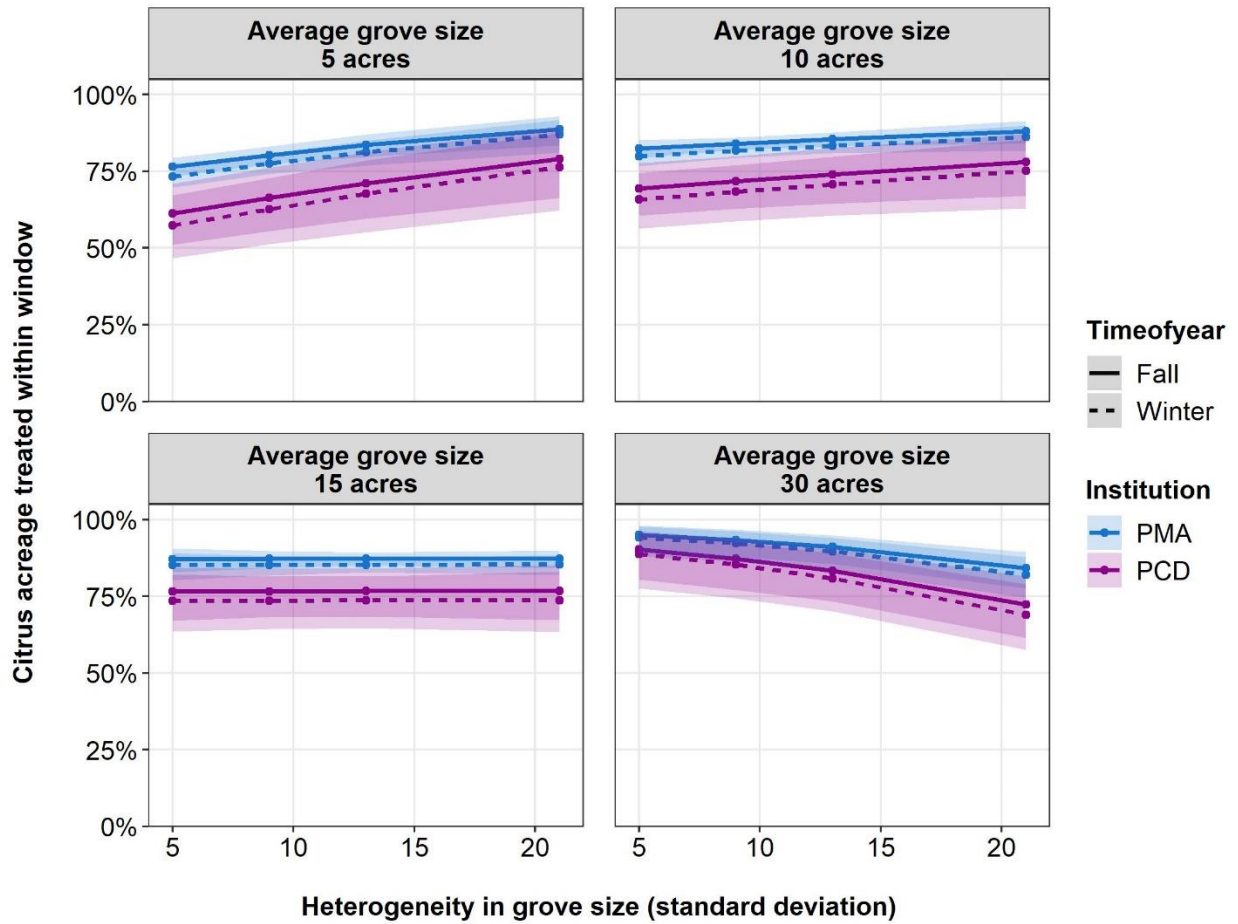 Average grove size
5 acres
Average grove size
10 acres
100%
75%
50%
25%
0%
Citrus acreage treated within window
Average grove size
15 acres
Average grove size
30 acres
100%
75%
50%
25%
0%
5 10 15 20
5 10 15 20
Heterogeneity in grove size (standard deviation)
Timeofyear
Fall
Winter
Institution
PMA
PCD